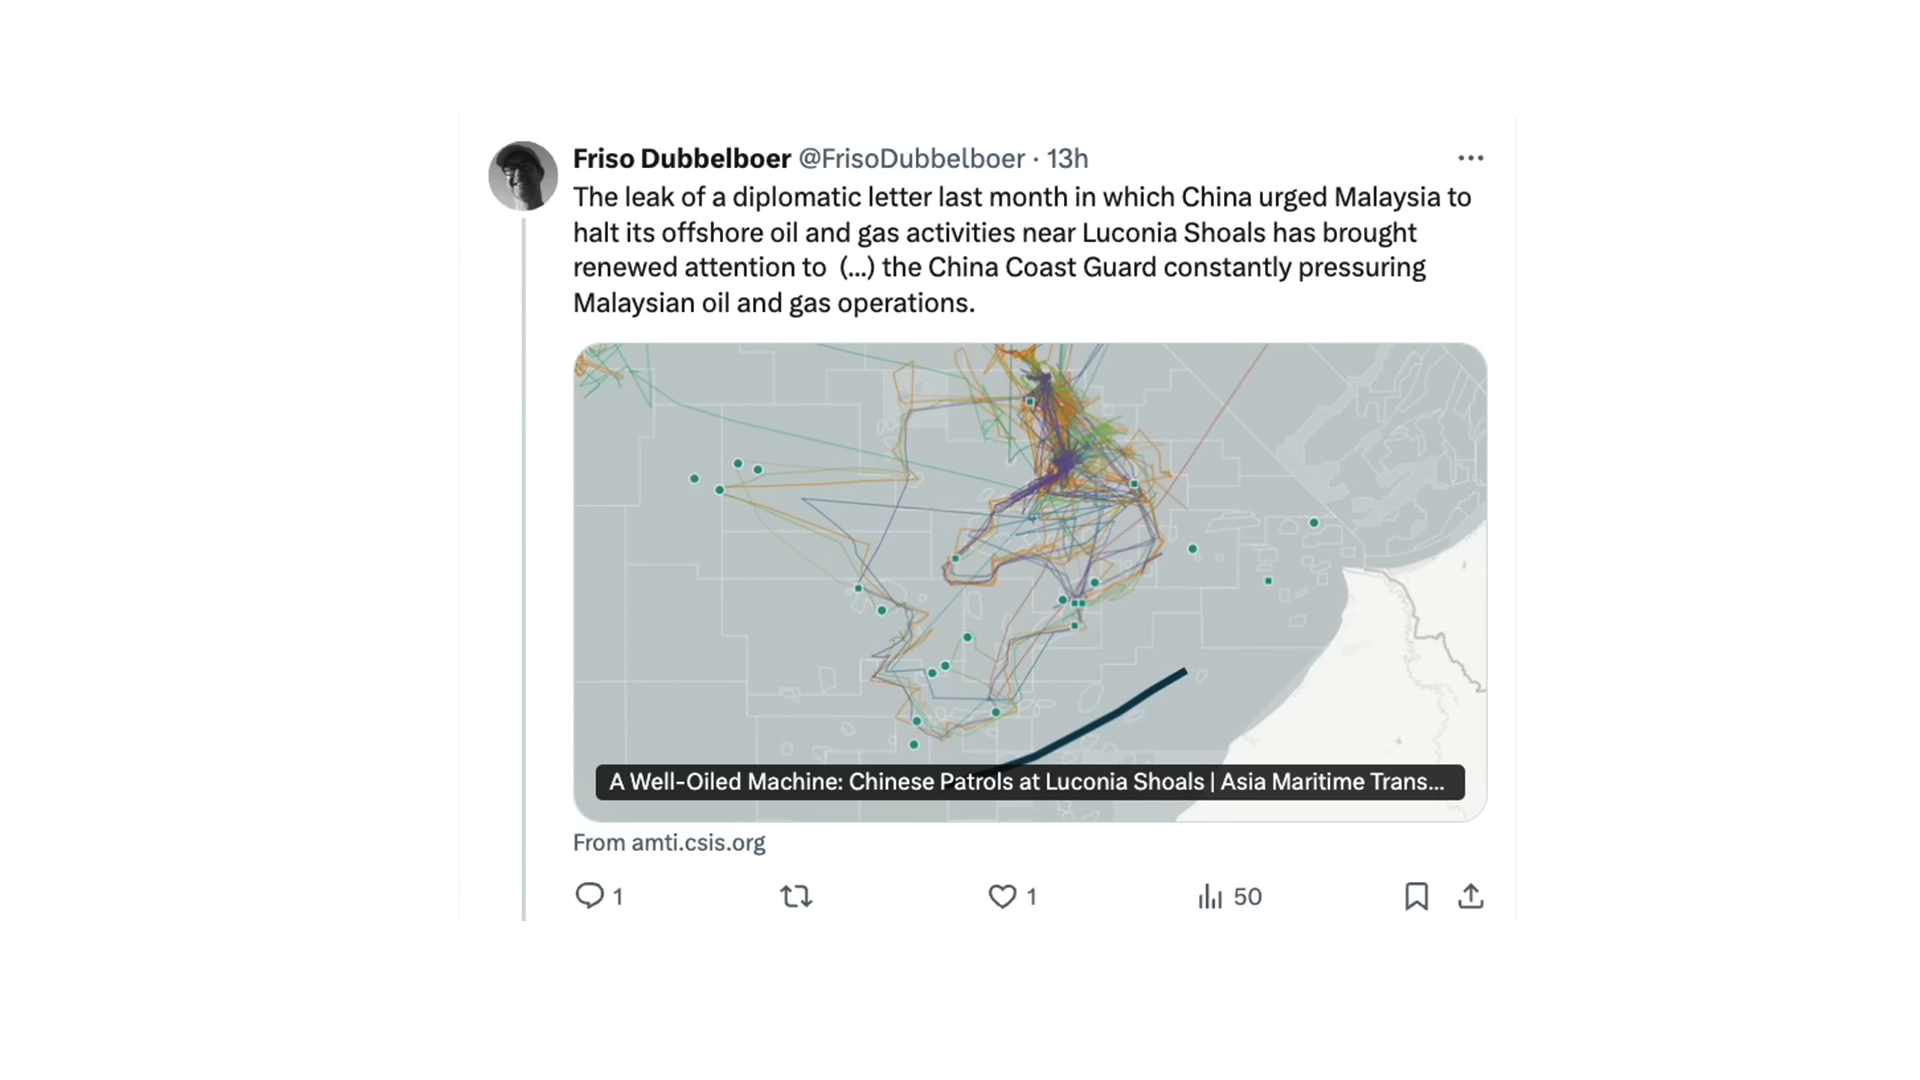 Friso Dubbelboer @FrisoDubbelboer · 13h
The leak of a diplomatic letter last month in which China urged Malaysia to
halt its offshore oil and gas activities near Luconia Shoals has brought
renewed attention to (...) the China Coast Guard constantly pressuring
Malaysian oil and gas operations.
A Well-Oiled Machine: Chinese Patrols at Luconia Shoals | Asia Maritime Trans...
From amti.csis.org
1 1 50